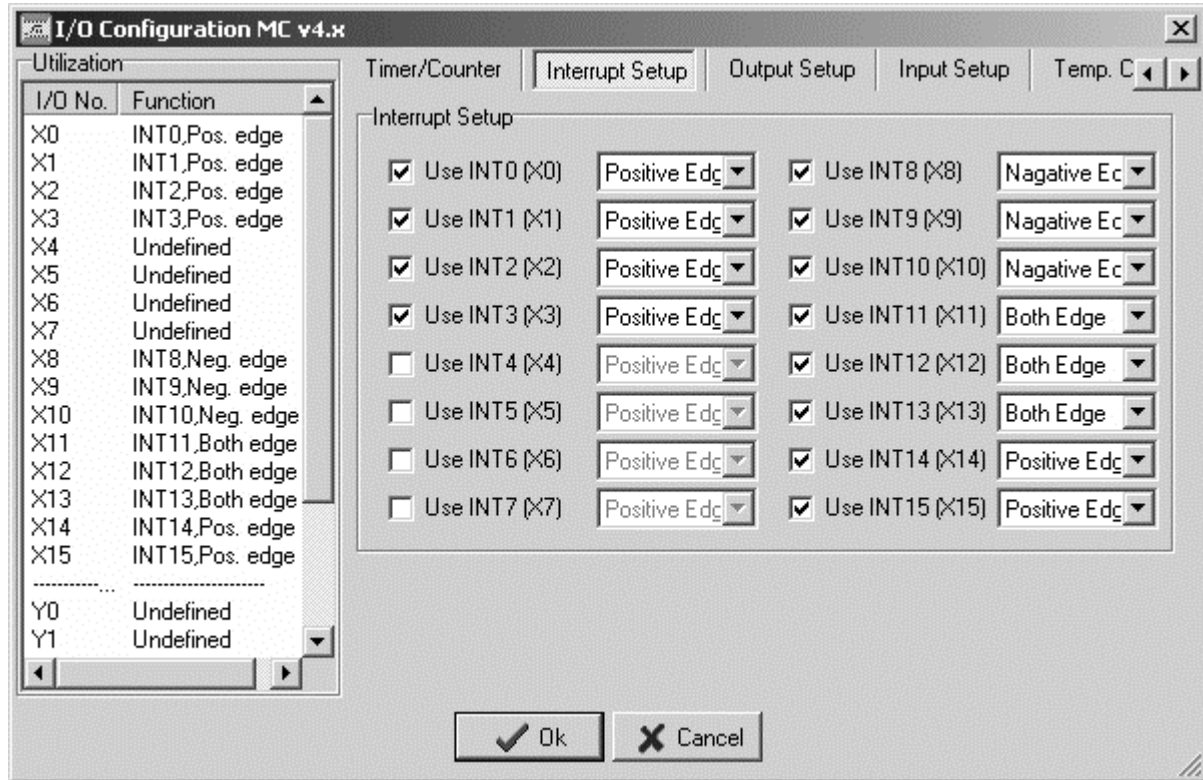 I/O Configuration MC v4.x
Utilization
I/O No. Function
X0 INT0,Pos. edge
X1 INT1,Pos. edge
X2 INT2,Pos. edge
X3 INT3,Pos. edge
X4 Undefined
X5 Undefined
X6 Undefined
X7 Undefined
X8 INT8,Neg. edge
X9 INT9,Neg. edge
X10 INT10,Neg. edge
X11 INT11,Both edge
X12 INT12,Both edge
X13 INT13,Both edge
X14 INT14,Pos. edge
X15 INT15,Pos. edge
-----------... ----------------------
Y0 Undefined
Y1 Undefined
Timer/Counter Interrupt Setup Output Setup Input Setup Temp. C
Interrupt Setup
Use INT0 (X0) Positive Edg Use INT8 (X8) Nagative Ec
Use INT1 (X1) Positive Edg Use INT9 (X9) Nagative Ec
Use INT2 (X2) Positive Edg Use INT10 (X10) Nagative Ec
Use INT3 (X3) Positive Edg Use INT11 (X11) Both Edge
Use INT4 (X4) Positive Edg Use INT12 (X12) Both Edge
Use INT5 (X5) Positive Edg Use INT13 (X13) Both Edge
Use INT6 (X6) Positive Edg Use INT14 (X14) Positive Edg
Use INT7 (X7) Positive Edg Use INT15 (X15) Positive Edg
Ok Cancel